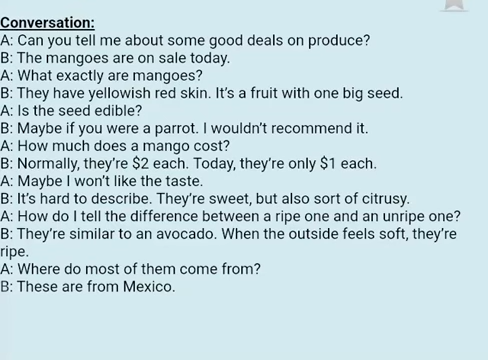 Conversation:
A: Can you tell me about some good deals on produce?
B: The mangoes are on sale today.
A: What exactly are mangoes?
B: They have yellowish red skin. It's a fruit with one big seed.
A: Is the seed edible?
B: Maybe if you were a parrot. I wouldn't recommend it.
A: How much does a mango cost?
B: Normally, they're $2 each. Today, they're only $1 each.
A: Maybe I won't like the taste.
B: It's hard to describe. They're sweet, but also sort of citrusy.
A: How do I tell the difference between a ripe one and an unripe one?
B: They're similar to an avocado. When the outside feels soft, they're
ripe.
A: Where do most of them come from?
B: These are from Mexico.